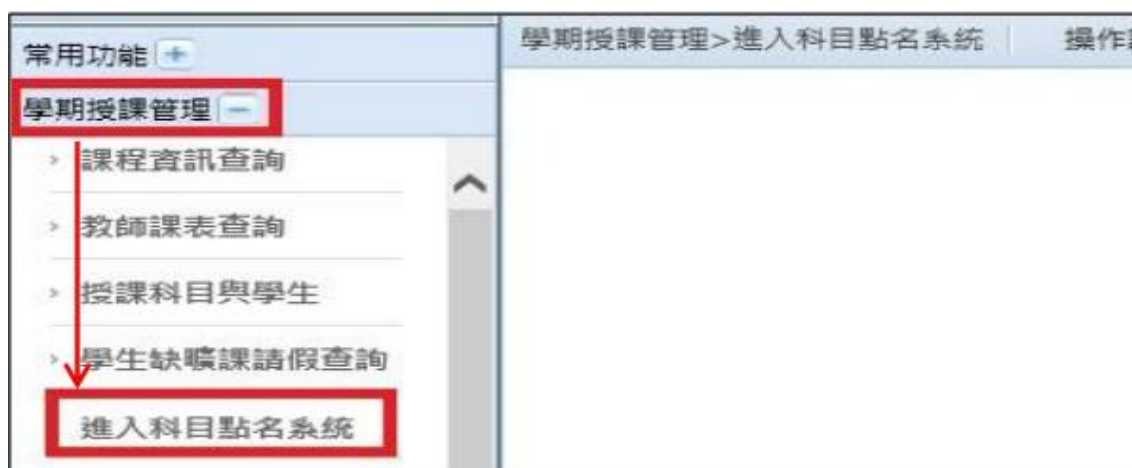 常用功能
學期授課管理
課程資訊查詢
教師課表查詢
授課科目與學生
學生缺曠課請假查詢
進入科目點名系統
學期授課管理>進入科目點名系統
操作